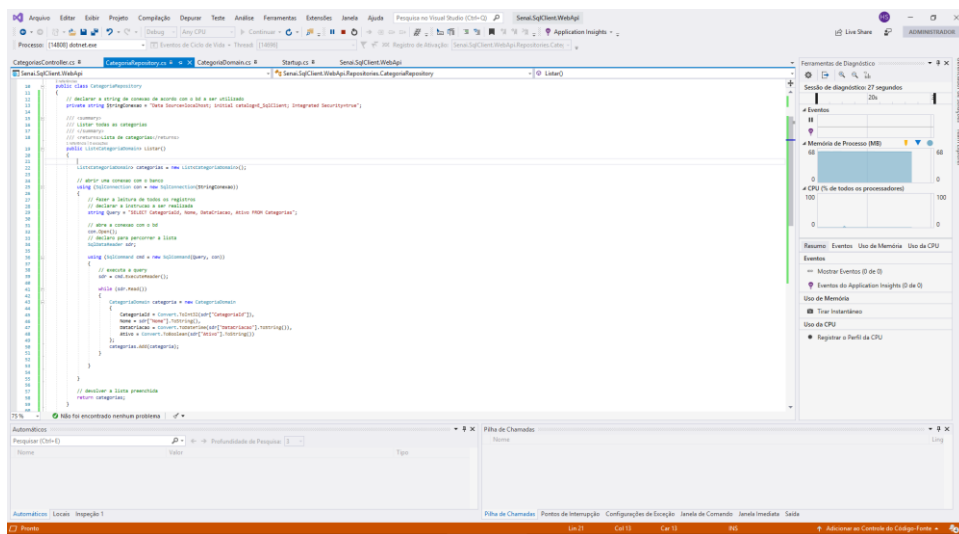 Arquivo Editar Exibir Projeto Compilação Depurar Teste Análise Ferramentas Extensões Janela Ajuda Pesquisa no Visual Studio (Ctrl+Q) Senai.SqlClient.WebApi HS
Debug Any CPU Continuar Application Insights Live Share ADMINISTRADOR
Processo: [14808] dotnet.exe Eventos de Ciclo de Vida Thread: [14808] Registro de Ativação: Senai.SqlClient.WebApi.Repositories.Categ
CategoriasController.cs CategoriaRepository.cs CategoriaDomain.cs Startup.cs Senai.SqlClient.WebApi
Senai.SqlClient.WebApi Senai.SqlClient.WebApi.Repositories.CategoriaRepository Listar()
public class CategoriaRepository
{
// declarar a string de conexao de acordo com o bd a ser utilizado
private string StringConexao = "Data Source=localhost; initial catalog=E_SqlClient; Integrated Security=true";
/// <summary>
/// Listar todas as categorias
/// </summary>
/// <returns>Lista de categorias</returns>
public List<CategoriaDomain> Listar()
{
List<CategoriaDomain> categorias = new List<CategoriaDomain>();
// abrir uma conexao com o banco
using (SqlConnection con = new SqlConnection(StringConexao))
{
// fazer a leitura de todos os registros
// declarar a instrucao a ser realizada
string Query = "SELECT CategoriaId, Nome, DataCriacao, Ativo FROM Categorias";
// abre a conexao com o bd
con.Open();
// declaro para percorrer a lista
SqlDataReader sdr;
using (SqlCommand cmd = new SqlCommand(Query, con))
{
// executa a query
sdr = cmd.ExecuteReader();
while (sdr.Read())
{
CategoriaDomain categoria = new CategoriaDomain
{
CategoriaId = Convert.ToInt32(sdr["CategoriaId"]),
Nome = sdr["Nome"].ToString(),
DataCriacao = Convert.ToDateTime(sdr["DataCriacao"].ToString()),
Ativo = Convert.ToBoolean(sdr["Ativo"].ToString())
};
categorias.Add(categoria);
}
}
}
// devolver a lista preenchida
return categorias;
}
75 % Não foi encontrado nenhum problema
Ferramentas de Diagnóstico
Sessão de diagnóstico: 27 segundos
20s
Eventos
Memória de Processo (MB)
68 68
0 0
CPU (% de todos os processadores)
100 100
0 0
Resumo Eventos Uso de Memória Uso da CPU
Eventos
Mostrar Eventos (0 de 0)
Eventos do Application Insights (0 de 0)
Uso de Memória
Tirar Instantâneo
Uso da CPU
Registrar o Perfil da CPU
Automáticos
Pesquisar (Ctrl+E) Profundidade da Pesquisa: 3
Nome Valor Tipo
Automáticos Locais Inspeção 1
Pilha de Chamadas
Nome Ling
Pilha de Chamadas Pontos de Interrupção Configurações de Exceção Janela de Comando Janela Imediata Saída
Pronto Lin 21 Col 13 Car 13 INS Adicionar ao Controle do Código-Fonte